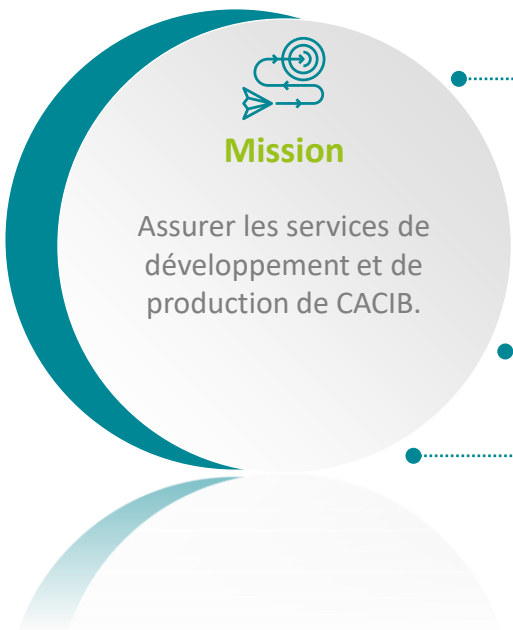 Mission
Assurer les services de
développement et de
production de CACIB.